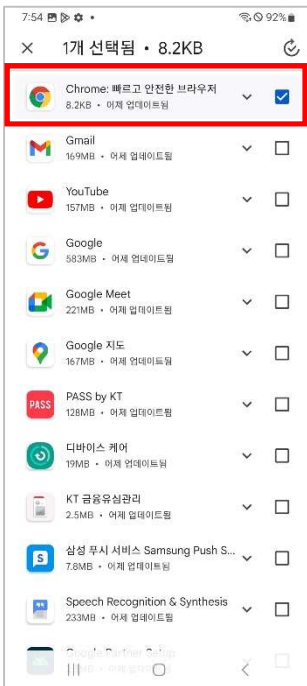 7:54
92%
1개 선택됨 • 8.2KB
Chrome: 빠르고 안전한 브라우저
8.2KB • 어제 업데이트됨
Gmail
169MB • 어제 업데이트됨
YouTube
157MB • 어제 업데이트됨
Google
583MB • 어제 업데이트됨
Google Meet
221MB • 어제 업데이트됨
Google 지도
167MB • 어제 업데이트됨
PASS
PASS by KT
128MB • 어제 업데이트됨
디바이스 케어
19MB • 어제 업데이트됨
KT 금융유심관리
2.5MB • 어제 업데이트됨
S
삼성 푸시 서비스 Samsung Push S...
7.8MB • 어제 업데이트됨
Speech Recognition & Synthesis
233MB • 어제 업데이트됨
Google Partner Setup